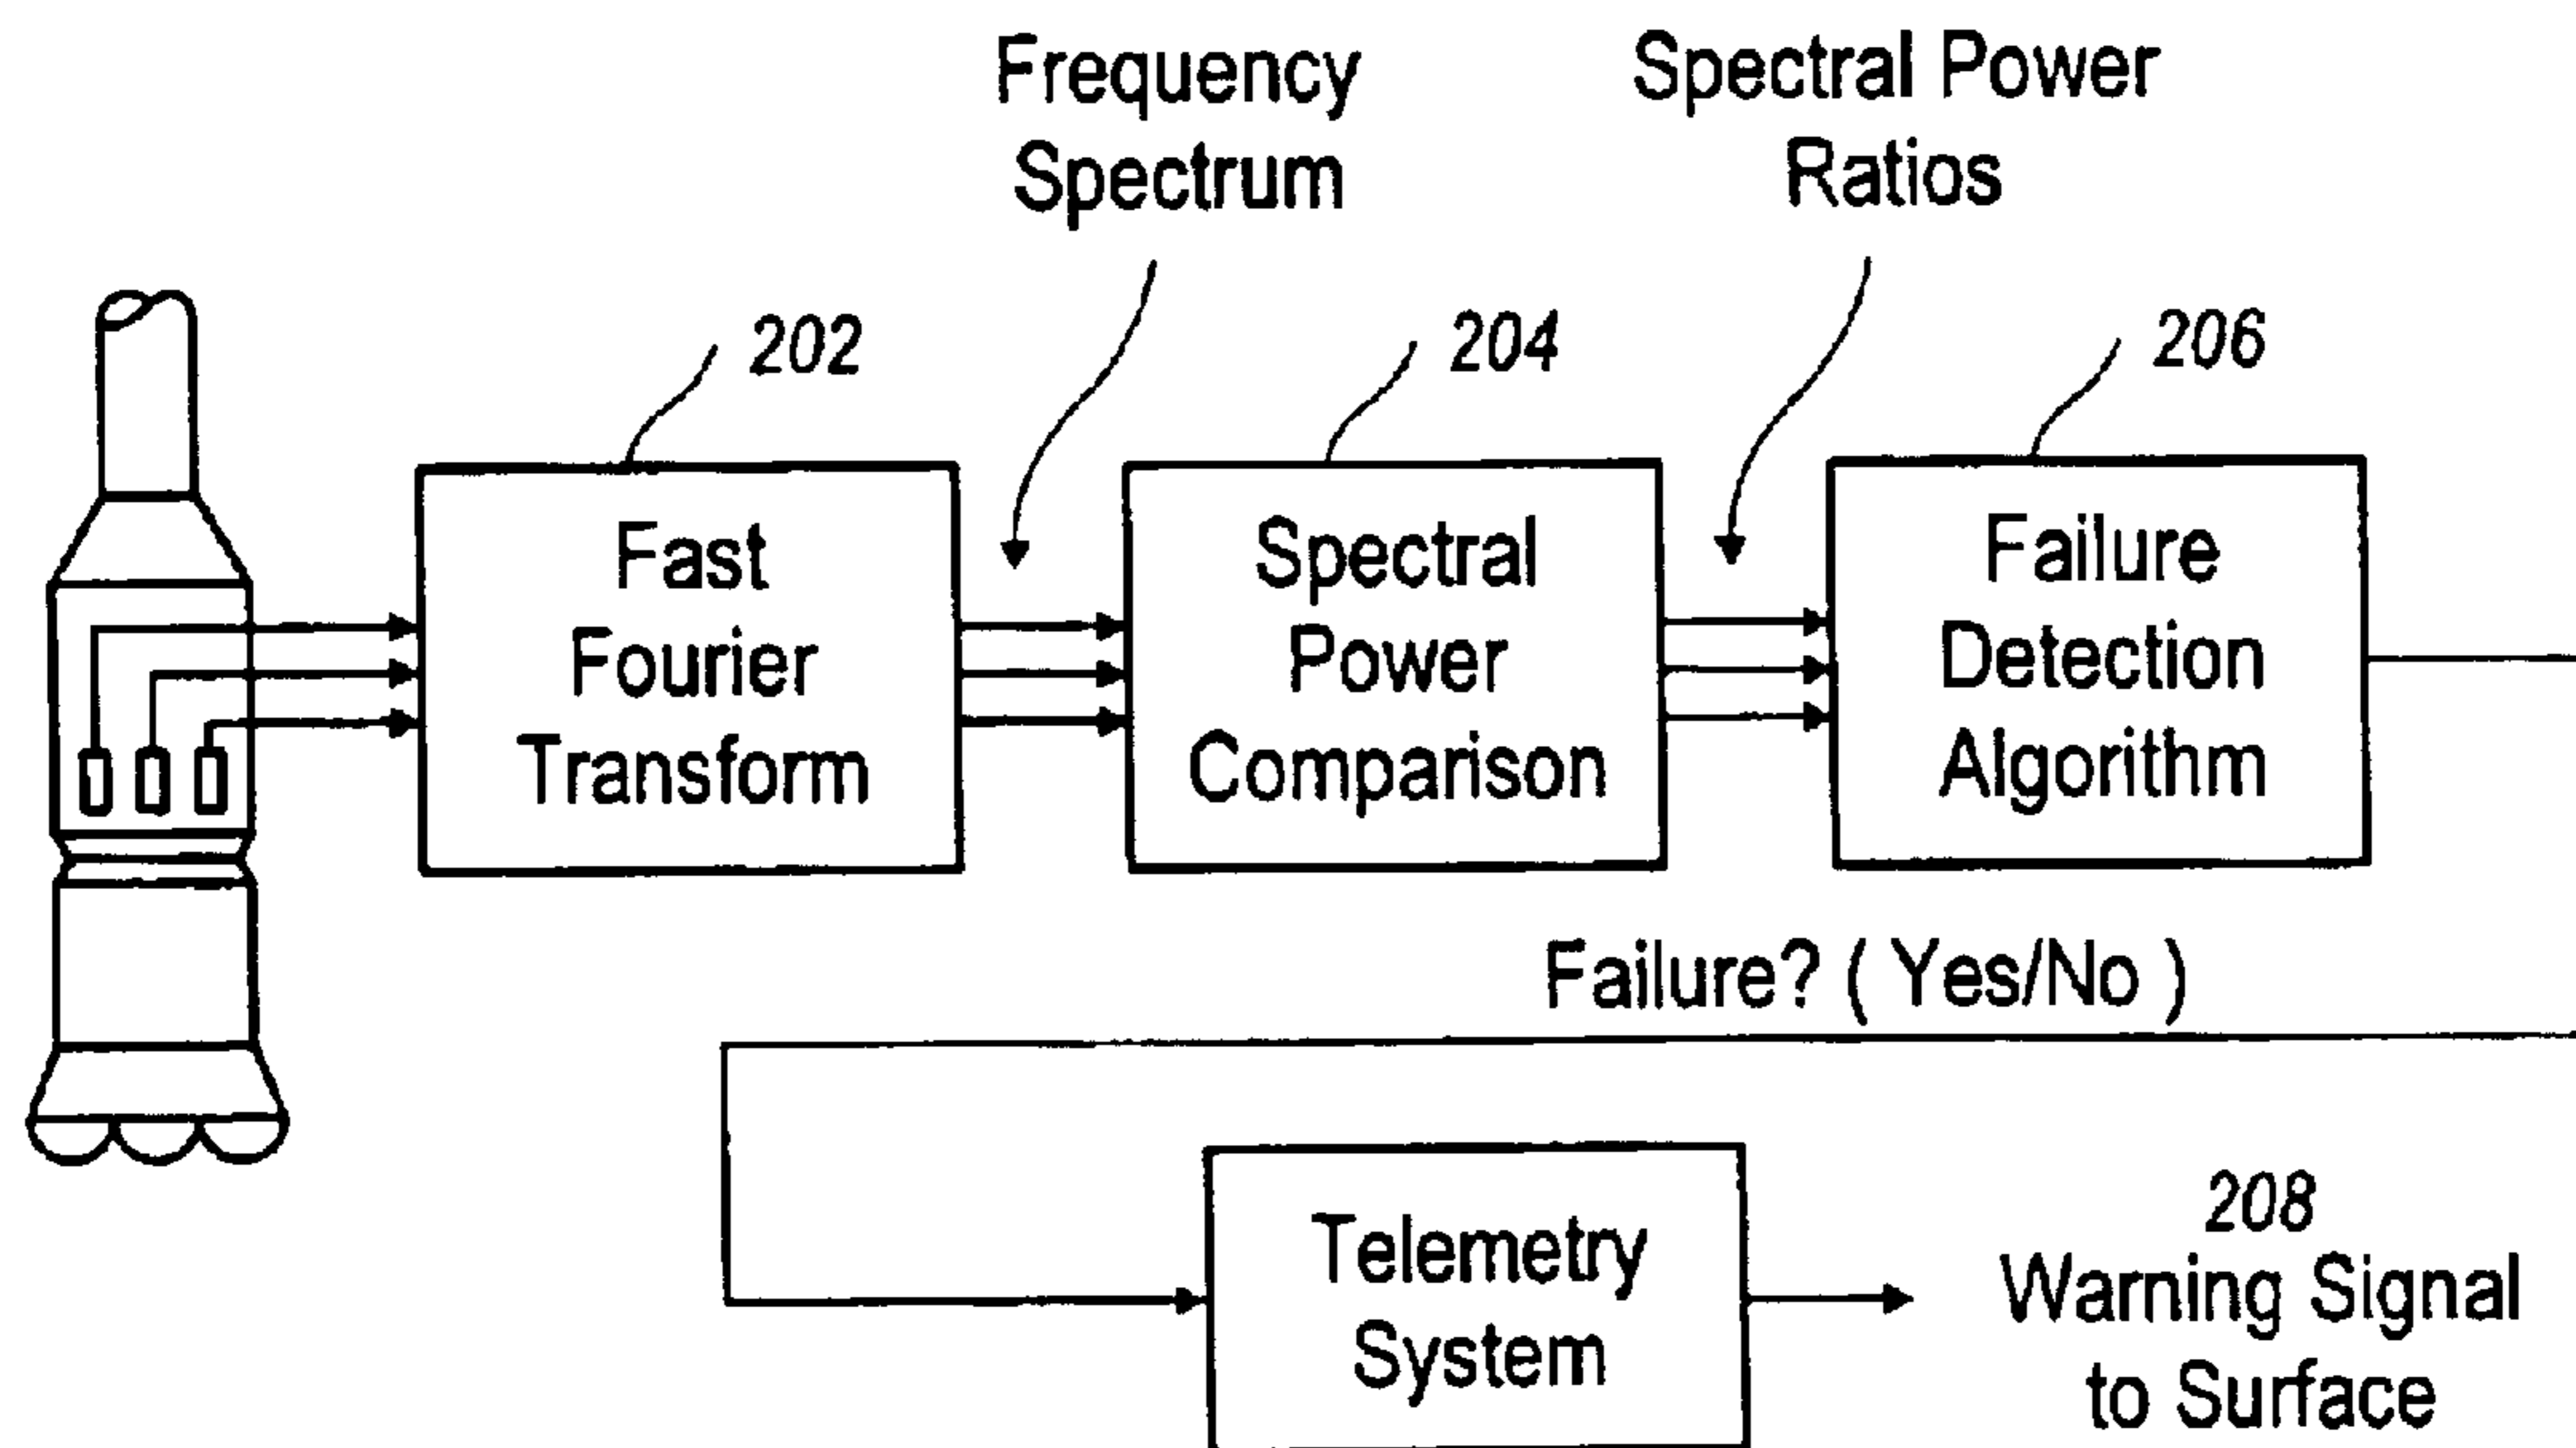 Frequency
Spectrum
Spectral Power
Ratios
202
204
206
Fast
Fourier
Transform
Spectral
Power
Comparison
Failure
Detection
Algorithm
Failure? ( Yes/No )
Telemetry
System
208
Warning Signal
to Surface